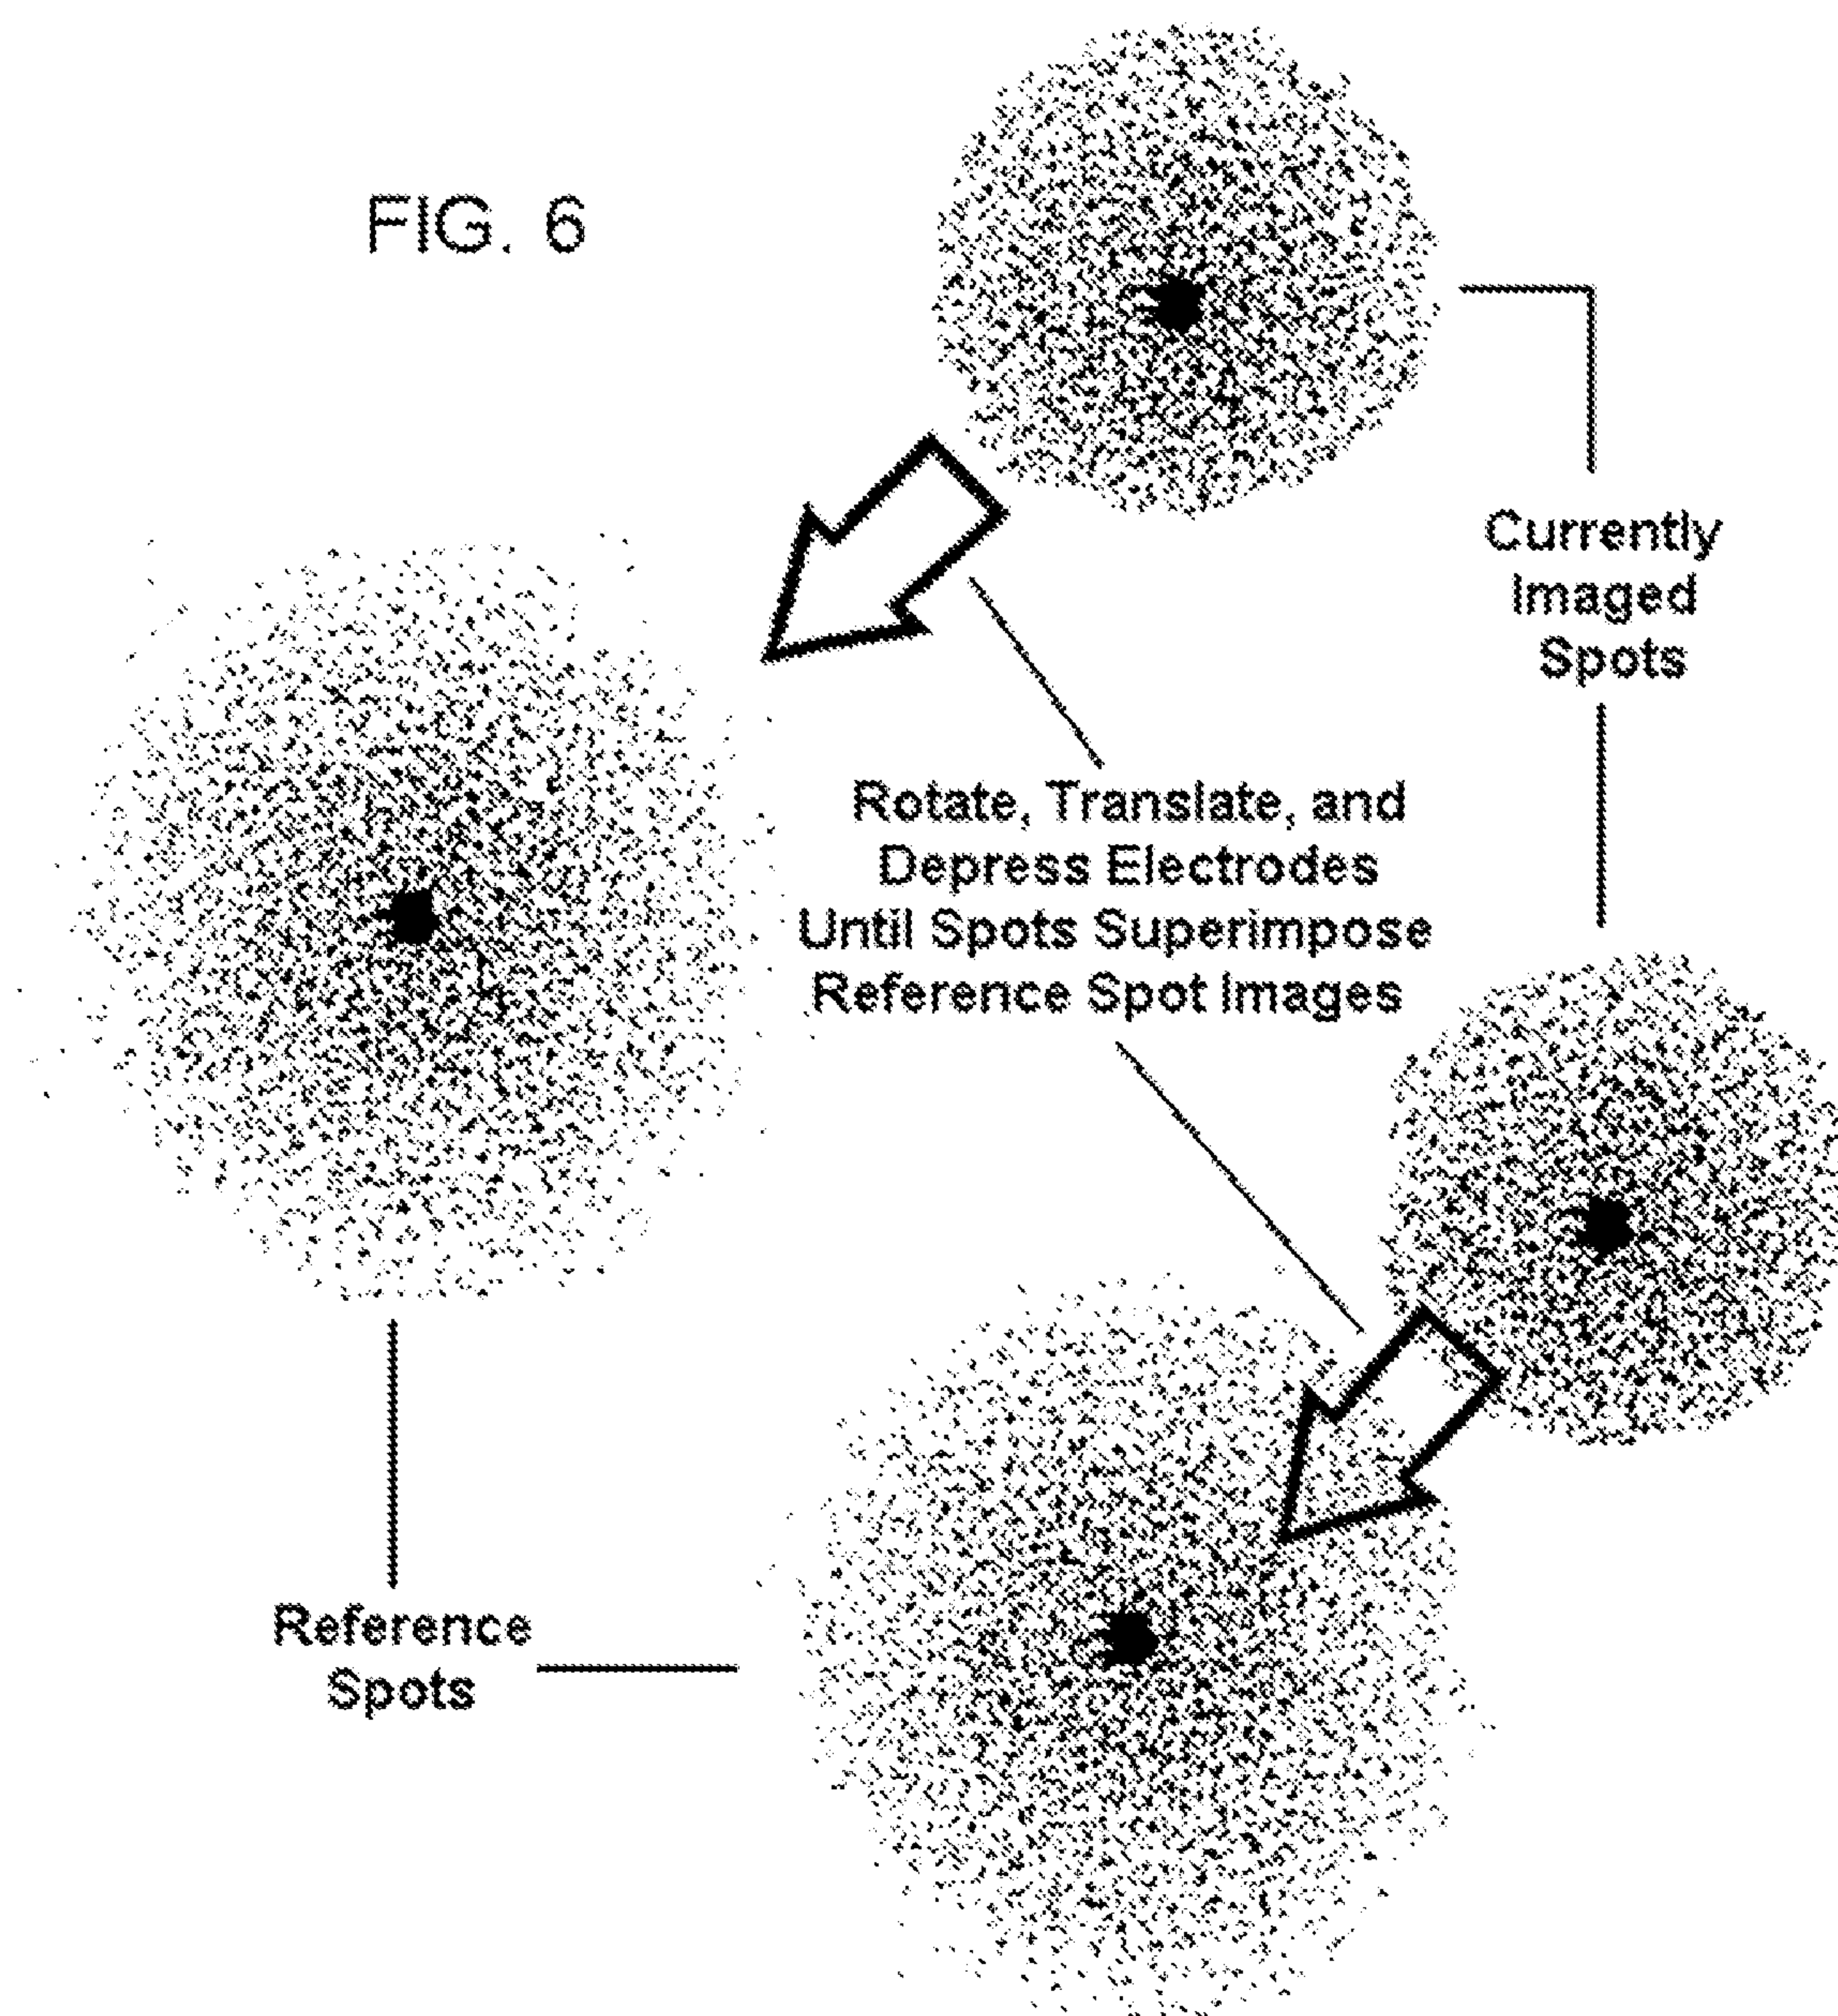 FIG. 6
Currently
Imaged
Spots
Rotate, Translate, and
Depress Electrodes
Until Spots Superimpose
Reference Spot Images
Reference
Spots